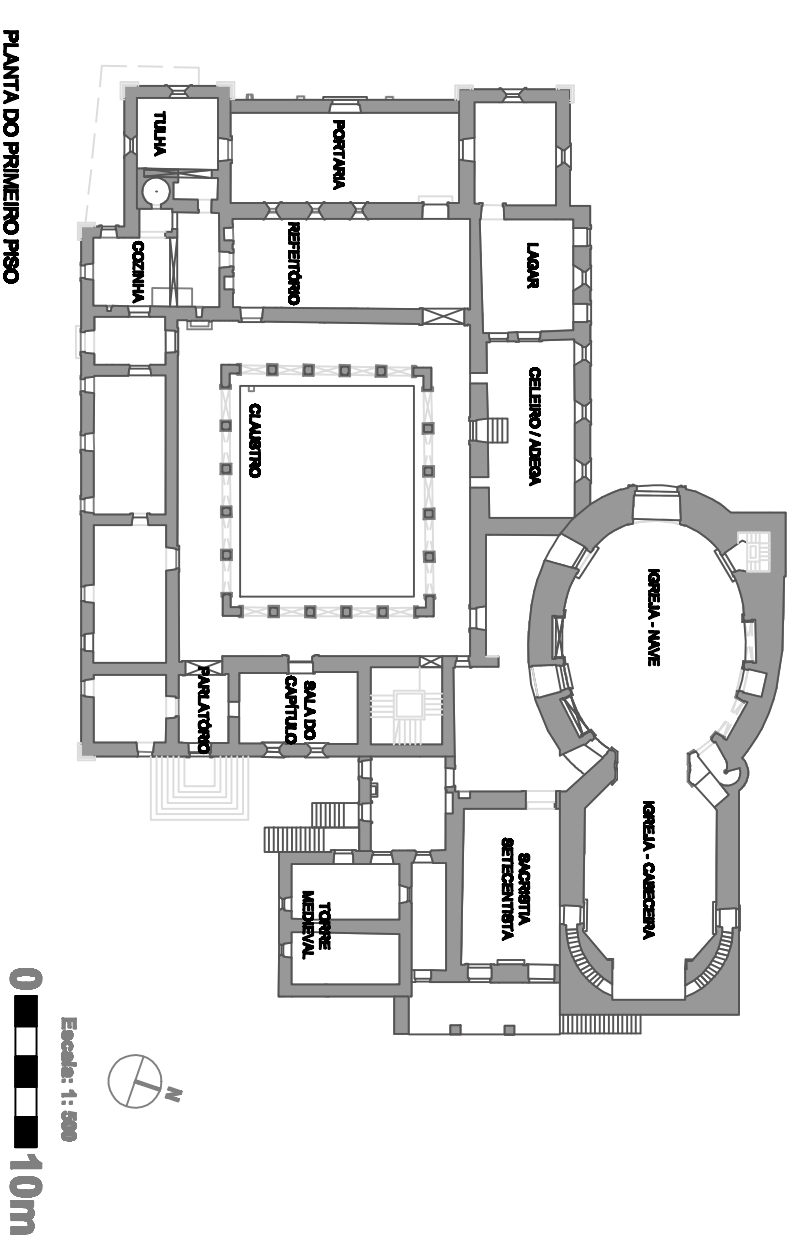 PLANTA DO PRIMEIRO PISO
TULHA
PORTARIA
COZINHA
REFEITÓRIO
LAGAR
CLAUSTRO
CELEIRO / ADEGA
IGREJA - NAVE
PARLATÓRIO
SALA DO
CAPÍTULO
IGREJA - CABECEIRA
SACRISTIA
SETECENTISTA
TORRE
MEDIEVAL
N
Escala: 1: 500
0
10m